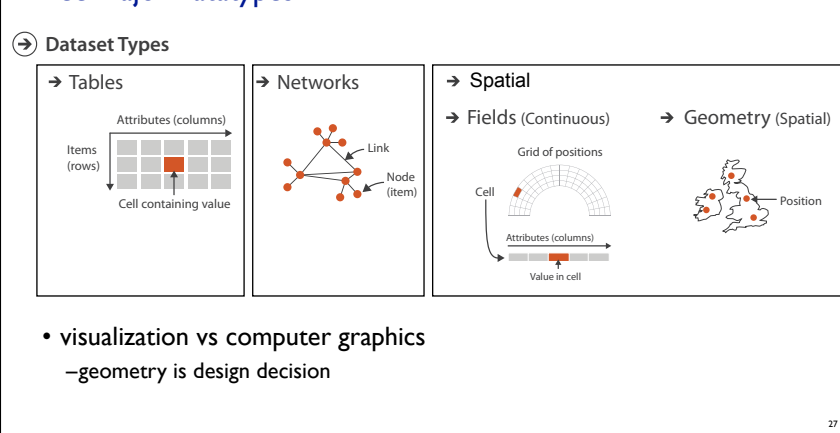 Dataset Types
→ Tables
Attributes (columns)
Items
(rows)
Cell containing value
→ Networks
Link
Node
(item)
→ Spatial
→ Fields (Continuous)
Grid of positions
Cell
Attributes (columns)
Value in cell
→ Geometry (Spatial)
Position
• visualization vs computer graphics
–geometry is design decision
27